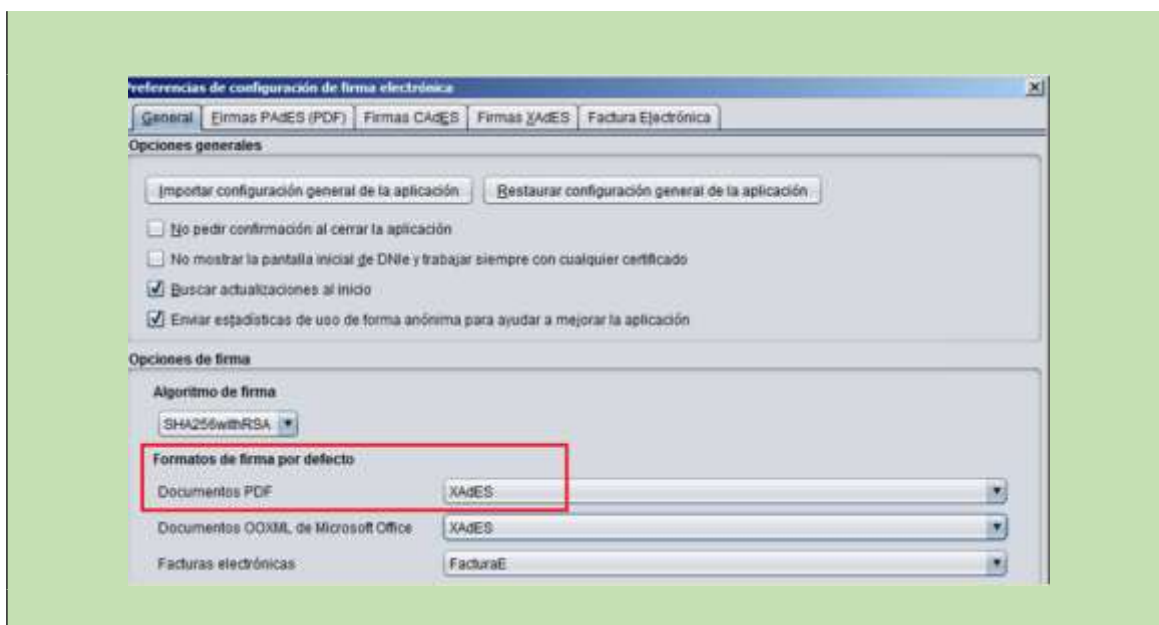 Preferencias de configuración de firma electrónica
General Firmas PAdES (PDF) Firmas CAdES Firmas XAdES Factura Electrónica
Opciones generales
Importar configuración general de la aplicación Restaurar configuración general de la aplicación
No pedir confirmación al cerrar la aplicación
No mostrar la pantalla inicial de DNIe y trabajar siempre con cualquier certificado
Buscar actualizaciones al inicio
Enviar estadísticas de uso de forma anónima para ayudar a mejorar la aplicación
Opciones de firma
Algoritmo de firma
SHA256withRSA
Formatos de firma por defecto
Documentos PDF XAdES
Documentos OOXML de Microsoft Office XAdES
Facturas electrónicas FacturaE